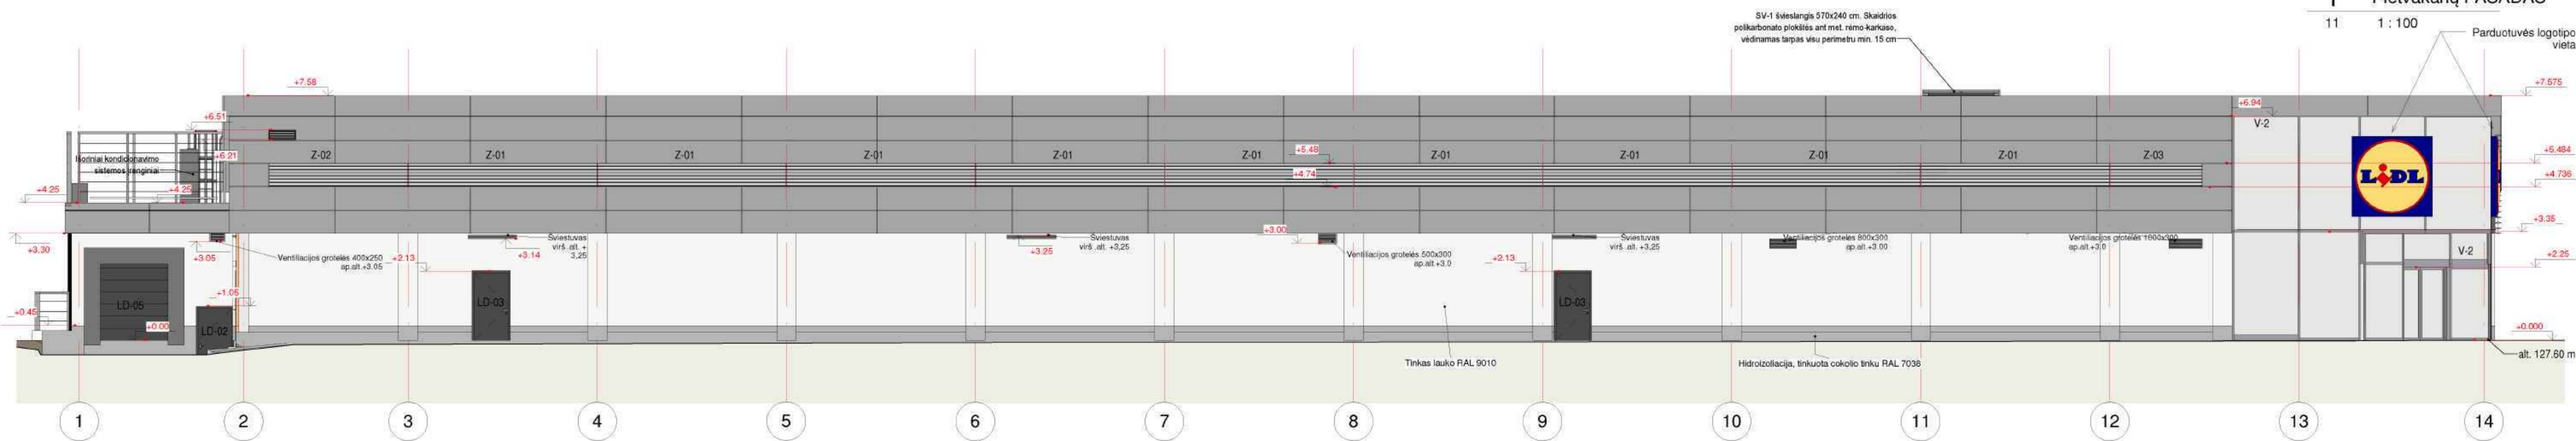 Pietvakarių FASADAS
11 1 : 100
SV-1 švieslangis 570x240 cm. Skaidrios
polikarbonato plokštės ant met. rėmo-karkaso,
vėdinamas tarpas visu perimetru min. 15 cm
Parduotuvės logotipo
vieta
+7.58
+7.575
+6.94
+6.51
V-2
+6.21
Išoriniai kondicionavimo
sistemos įrenginiai
Z-02 Z-01 Z-01 Z-01 Z-01 Z-01 Z-01 Z-01 Z-01 Z-01 Z-03
+5.48
+5.484
+4.74
+4.736
LIDL
+4.25
+4.25
+3.35
+3.30
+3.05
Ventiliacijos grotelės 400x250
ap.alt.+3.05
+2.13
Šviestuvas
virš .alt. +
3,25
+3.14
+3.25
Šviestuvas
virš .alt. +3,25
+3.00
Ventiliacijos grotelės 500x300
ap.alt.+3.0
+2.13
Šviestuvas
virš .alt. +3,25
Ventiliacijos grotelės 800x300
ap.alt.+3.00
Ventiliacijos grotelės 1000x300
ap.alt.+3.0
V-2
+2.25
+1.05
LD-05
LD-03
LD-03
+0.45
+0.00
LD-02
+0.000
alt. 127.60 m
Tinkas lauko RAL 9010
Hidroizoliacija, tinkuota cokolio tinku RAL 7036
1 2 3 4 5 6 7 8 9 10 11 12 13 14